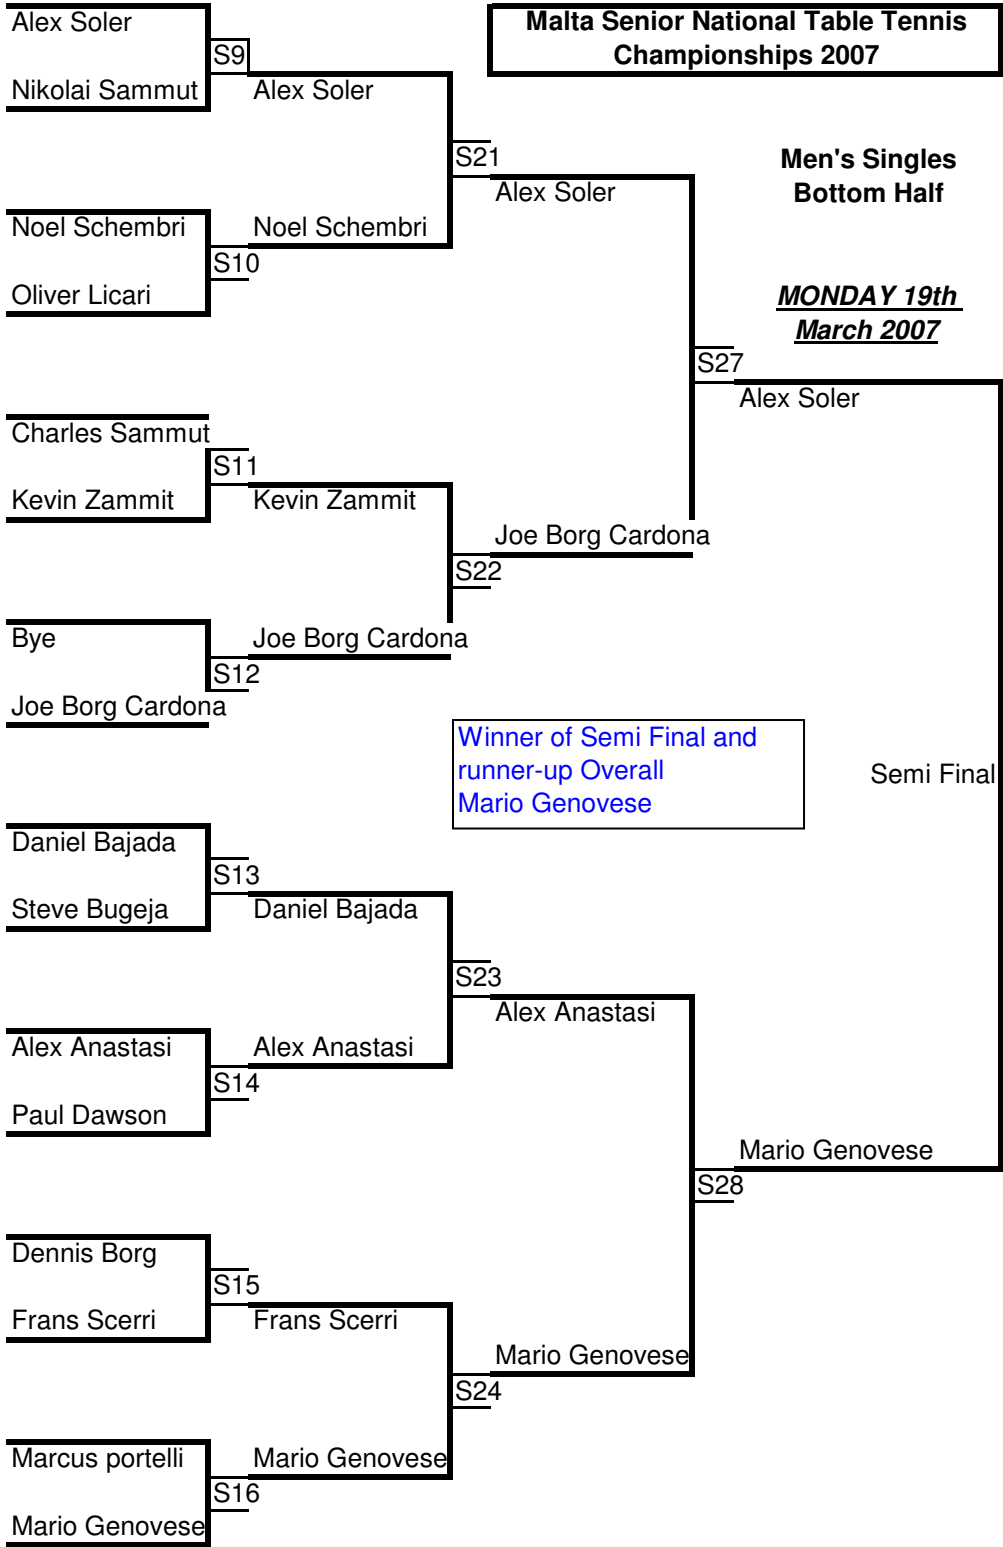 Alex Soler
Malta Senior National Table Tennis
Championships 2007
S9
Nikolai Sammut
Alex Soler
S21
Men's Singles
Bottom Half
Alex Soler
Noel Schembri
Noel Schembri
S10
Oliver Licari
MONDAY 19th
March 2007
S27
Alex Soler
Charles Sammut
S11
Kevin Zammit
Kevin Zammit
Joe Borg Cardona
S22
Bye
Joe Borg Cardona
S12
Joe Borg Cardona
Winner of Semi Final and
runner-up Overall
Mario Genovese
Semi Final
Daniel Bajada
S13
Steve Bugeja
Daniel Bajada
S23
Alex Anastasi
Alex Anastasi
Alex Anastasi
S14
Paul Dawson
Mario Genovese
S28
Dennis Borg
S15
Frans Scerri
Frans Scerri
Mario Genovese
S24
Marcus portelli
Mario Genovese
S16
Mario Genovese